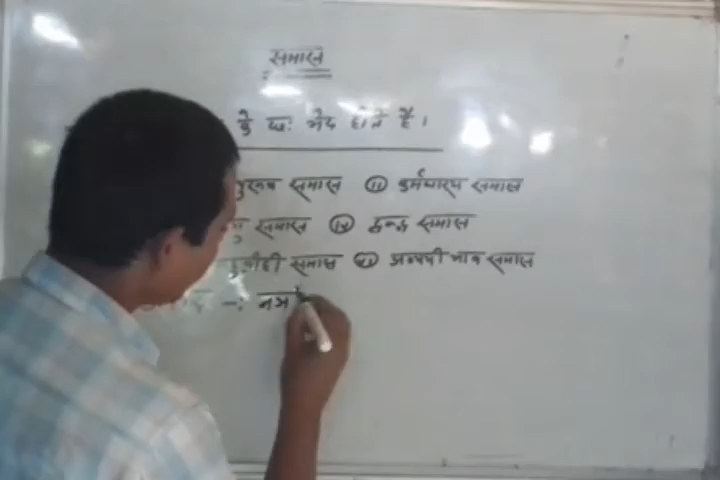 समास
के छः भेद होते है।
समास (ii) कर्मधारय समास
समास (iv) द्वन्द्व समास
समास (vi) अव्ययी भाव समास
-: नञ